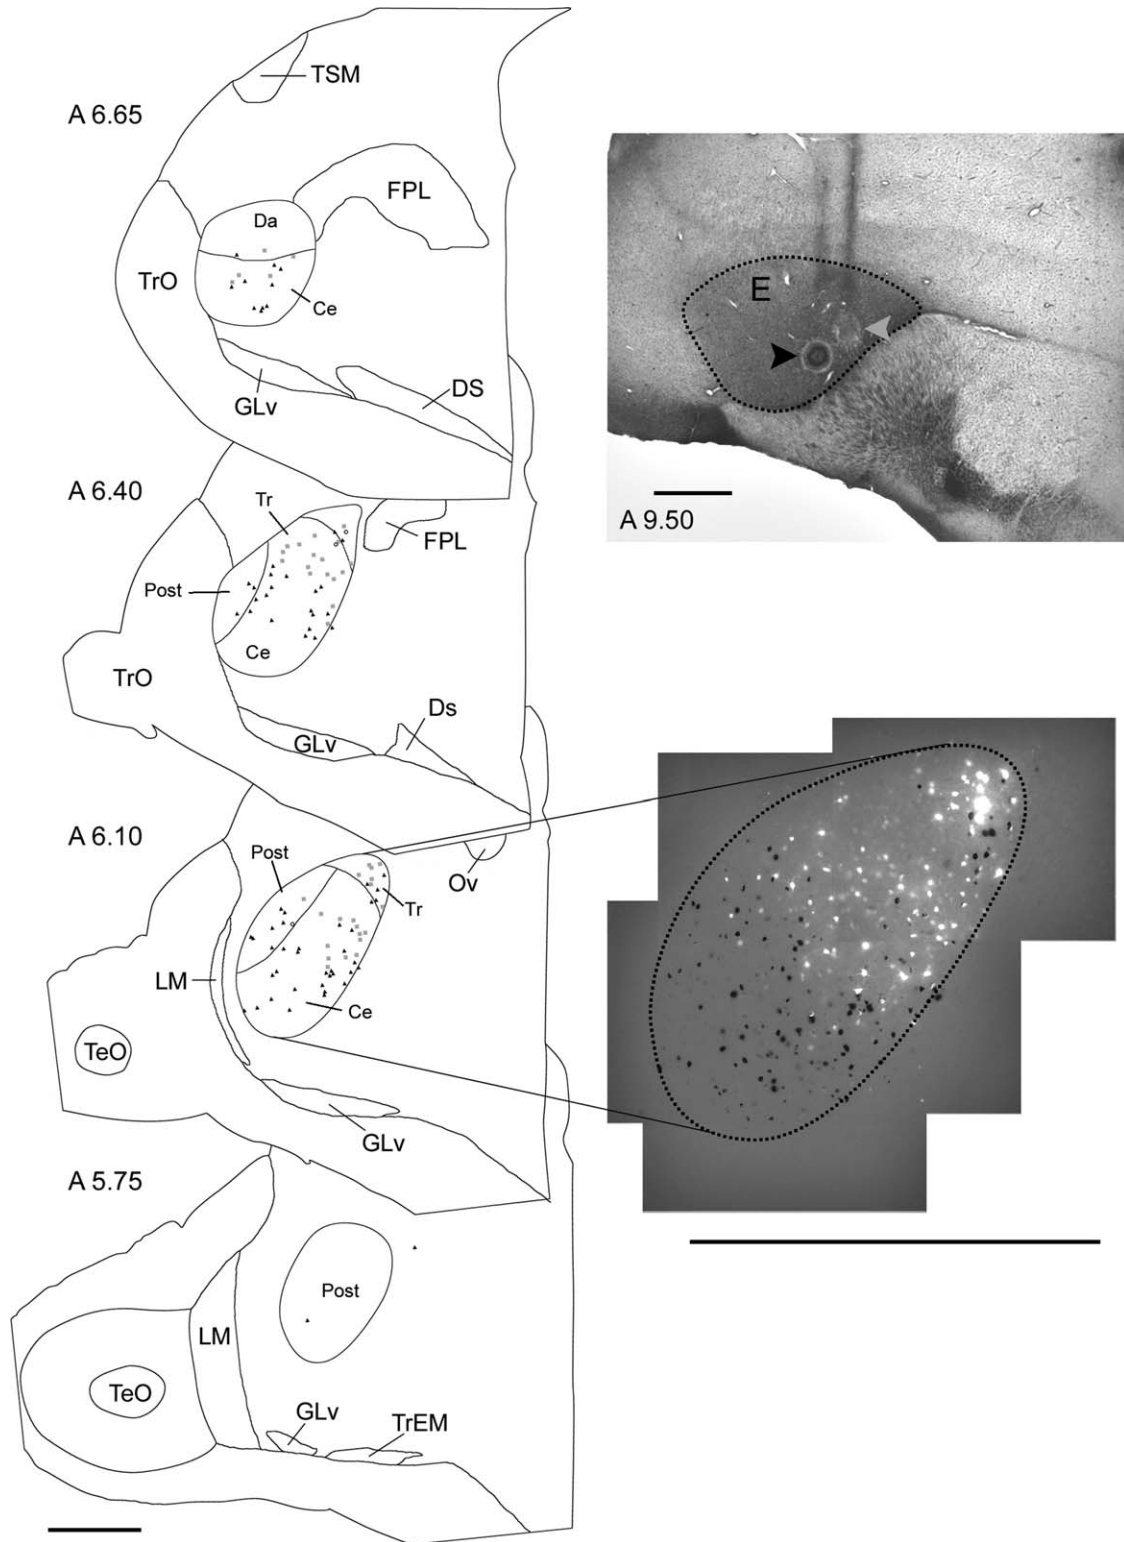 TSM
A 6.65
FPL
Da
TrO
Ce
GLv
DS
A 6.40
Tr
FPL
Post
Ce
TrO
Ds
GLv
A 6.10
Post
Ov
Tr
LM
Ce
TeO
GLv
A 5.75
Post
LM
TeO
GLv
TrEM
E
A 9.50